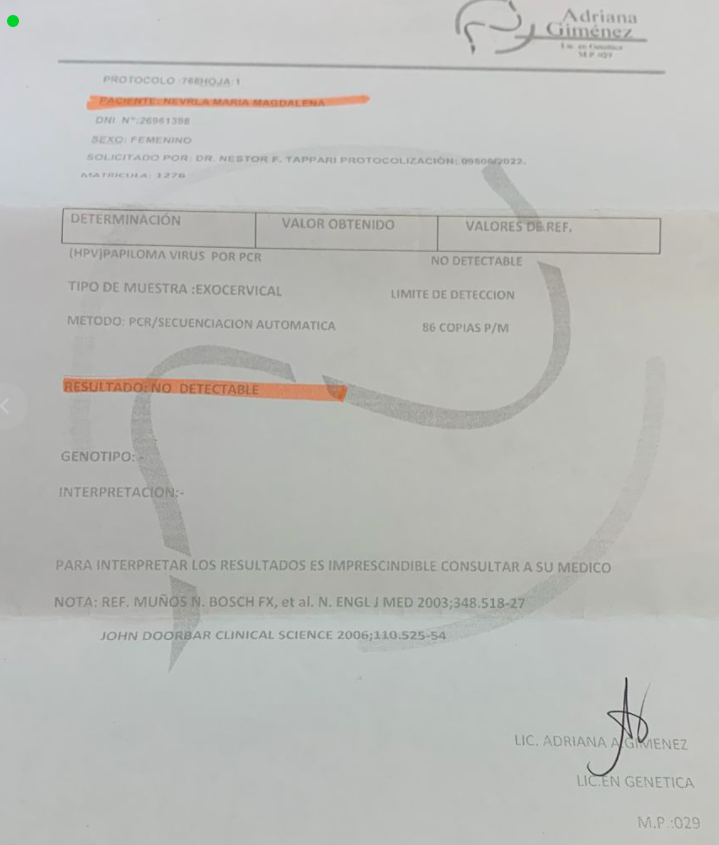 Adriana
Giménez
Lic. en Genética
M.P.:029
PROTOCOLO :766HOJA:1
PACIENTE: NEVRLA MARIA MAGDALENA
DNI N°:26961398
SEXO: FEMENINO
SOLICITADO POR: DR. NESTOR F. TAPPARI PROTOCOLIZACIÓN: 2022.
MATRICULA: 1276
DETERMINACIÓN VALOR OBTENIDO VALORES DE REF.
(HPV)PAPILOMA VIRUS POR PCR NO DETECTABLE
TIPO DE MUESTRA :EXOCERVICAL LIMITE DE DETECCION
METODO: PCR/SECUENCIACION AUTOMATICA 86 COPIAS P/M
RESULTADO: NO DETECTABLE
GENOTIPO: -
INTERPRETACION:-
PARA INTERPRETAR LOS RESULTADOS ES IMPRESCINDIBLE CONSULTAR A SU MEDICO
NOTA: REF. MUÑOS N. BOSCH FX, et al. N. ENGL J MED 2003;348.518-27
JOHN DOORBAR CLINICAL SCIENCE 2006;110.525-54
LIC. ADRIANA A GIMENEZ
LIC.EN GENETICA
M.P.:029